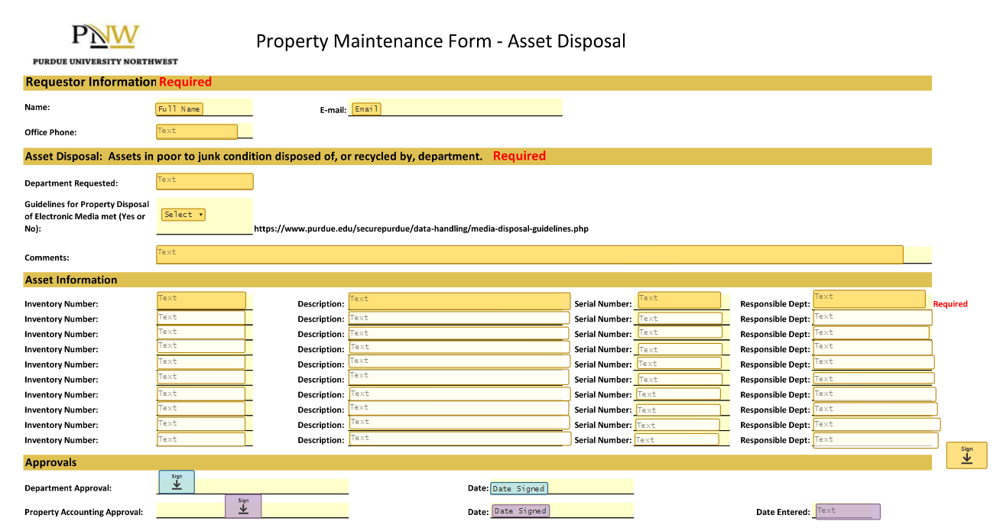 PNW
PURDUE UNIVERSITY NORTHWEST
Property Maintenance Form - Asset Disposal
Requestor Information Required
Name: Full Name E-mail: Email
Office Phone: Text
Asset Disposal: Assets in poor to junk condition disposed of, or recycled by, department. Required
Department Requested: Text
Guidelines for Property Disposal
of Electronic Media met (Yes or
No): Select https://www.purdue.edu/securepurdue/data-handling/media-disposal-guidelines.php
Comments: Text
Asset Information
Inventory Number: Text Description: Text Serial Number: Text Responsible Dept: Text Required
Inventory Number: Text Description: Text Serial Number: Text Responsible Dept: Text
Inventory Number: Text Description: Text Serial Number: Text Responsible Dept: Text
Inventory Number: Text Description: Text Serial Number: Text Responsible Dept: Text
Inventory Number: Text Description: Text Serial Number: Text Responsible Dept: Text
Inventory Number: Text Description: Text Serial Number: Text Responsible Dept: Text
Inventory Number: Text Description: Text Serial Number: Text Responsible Dept: Text
Inventory Number: Text Description: Text Serial Number: Text Responsible Dept: Text
Inventory Number: Text Description: Text Serial Number: Text Responsible Dept: Text
Inventory Number: Text Description: Text Serial Number: Text Responsible Dept: Text
Sign
Approvals
Department Approval: Sign Date: Date Signed
Property Accounting Approval: Sign Date: Date Signed Date Entered: Text